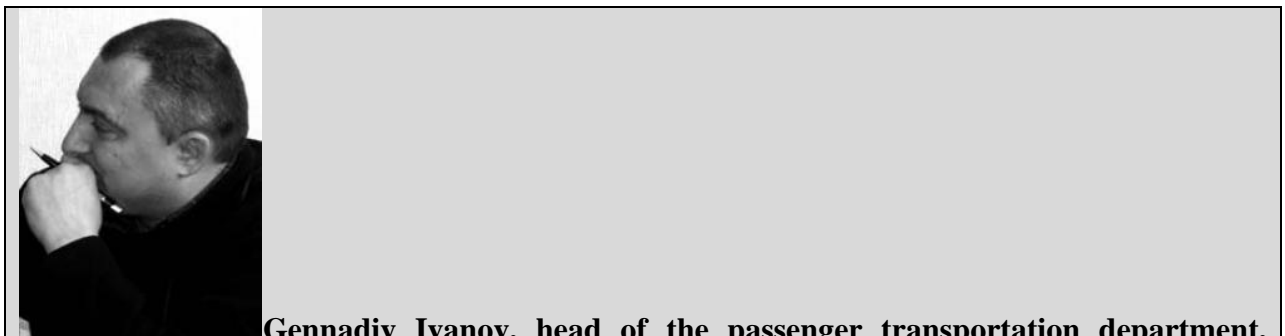 Gennadiy Ivanov, head of the passenger transportation department,